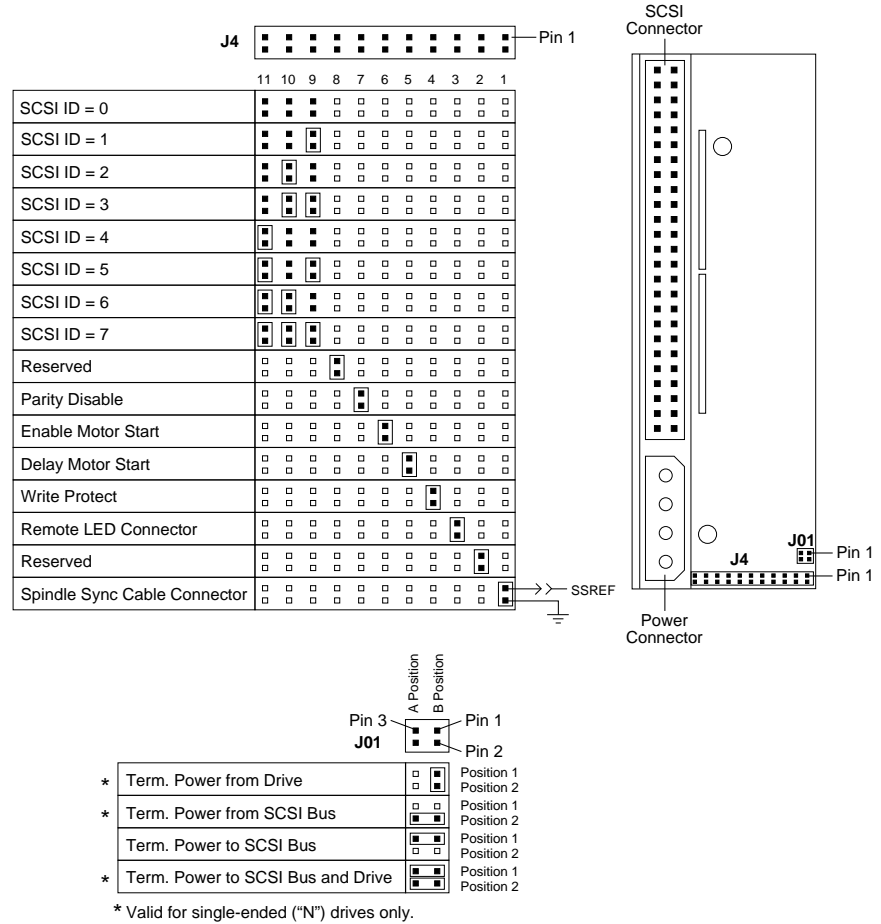 SCSI
Connector
J4
Pin 1
11 10 9 8 7 6 5 4 3 2 1
SCSI ID = 0
SCSI ID = 1
SCSI ID = 2
SCSI ID = 3
SCSI ID = 4
SCSI ID = 5
SCSI ID = 6
SCSI ID = 7
Reserved
Parity Disable
Enable Motor Start
Delay Motor Start
Write Protect
Remote LED Connector
Reserved
Spindle Sync Cable Connector
SSREF
J01
Pin 1
J4
Pin 1
Power
Connector
A Position
B Position
Pin 3
Pin 1
J01
Pin 2
* Term. Power from Drive
Position 1
Position 2
* Term. Power from SCSI Bus
Position 1
Position 2
Term. Power to SCSI Bus
Position 1
Position 2
* Term. Power to SCSI Bus and Drive
Position 1
Position 2
* Valid for single-ended (“N”) drives only.